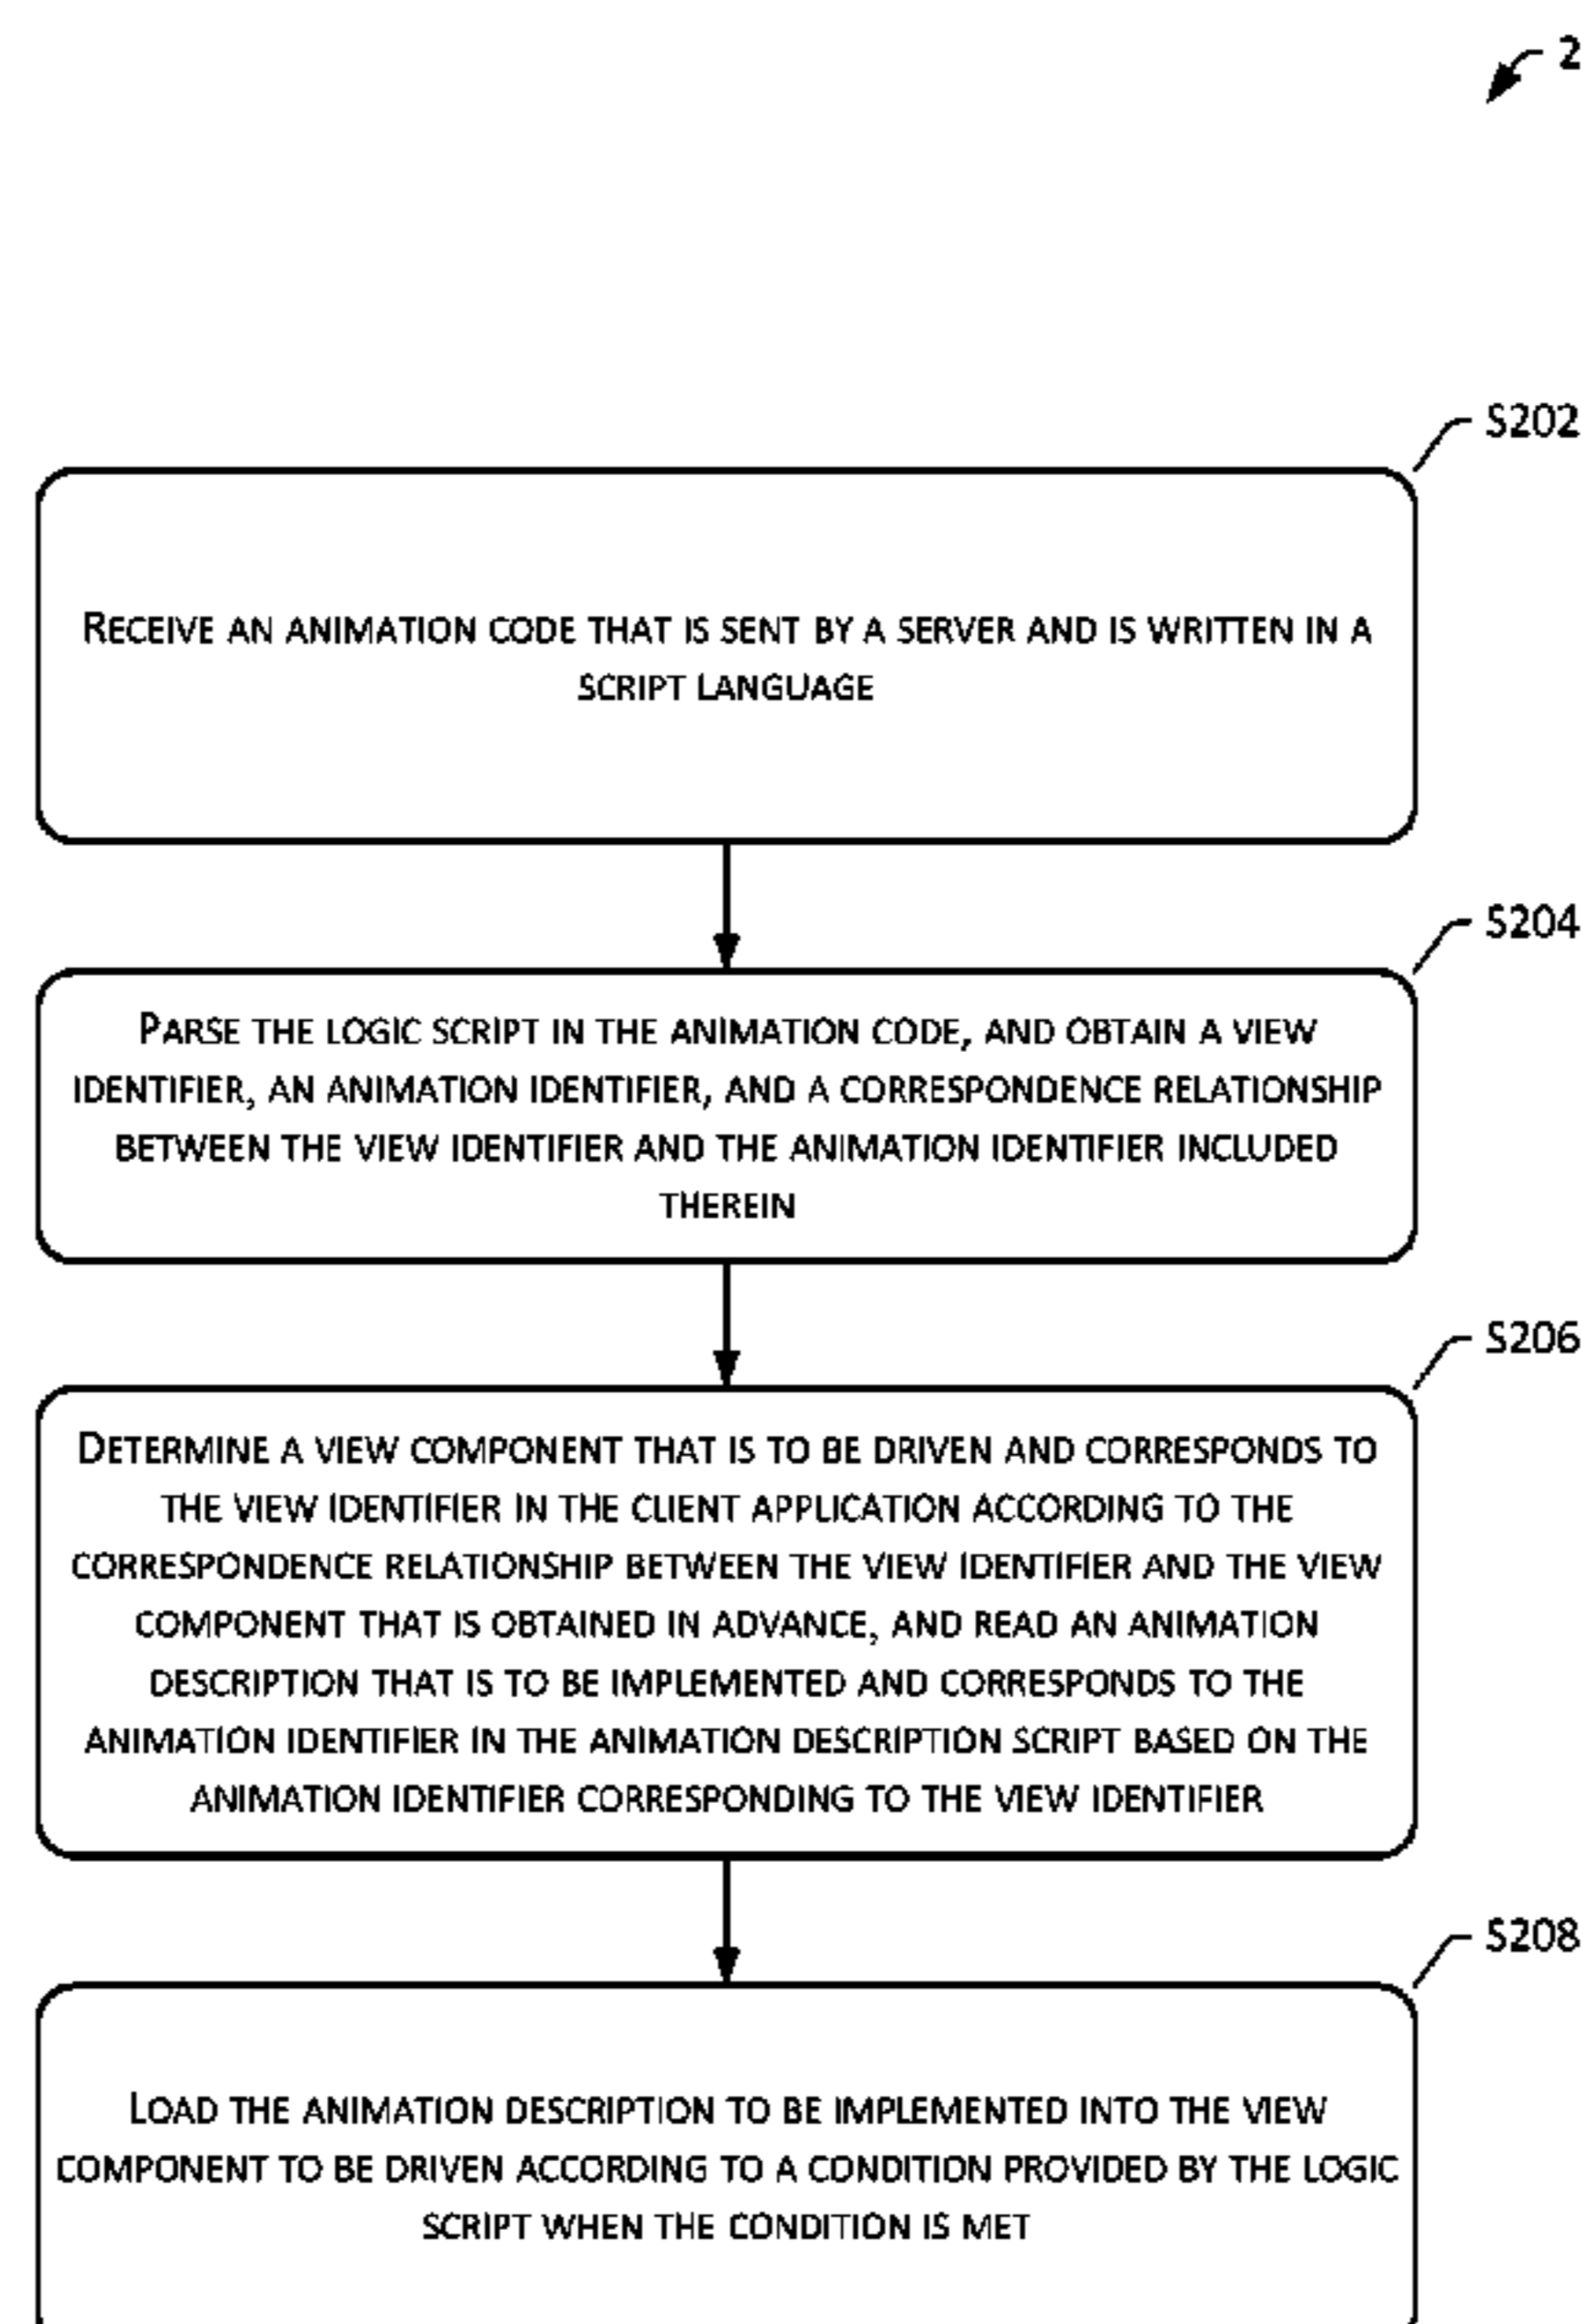 2
S202
RECEIVE AN ANIMATION CODE THAT IS SENT BY A SERVER AND IS WRITTEN IN A
SCRIPT LANGUAGE
S204
PARSE THE LOGIC SCRIPT IN THE ANIMATION CODE, AND OBTAIN A VIEW
IDENTIFIER, AN ANIMATION IDENTIFIER, AND A CORRESPONDENCE RELATIONSHIP
BETWEEN THE VIEW IDENTIFIER AND THE ANIMATION IDENTIFIER INCLUDED
THEREIN
S206
DETERMINE A VIEW COMPONENT THAT IS TO BE DRIVEN AND CORRESPONDS TO
THE VIEW IDENTIFIER IN THE CLIENT APPLICATION ACCORDING TO THE
CORRESPONDENCE RELATIONSHIP BETWEEN THE VIEW IDENTIFIER AND THE VIEW
COMPONENT THAT IS OBTAINED IN ADVANCE, AND READ AN ANIMATION
DESCRIPTION THAT IS TO BE IMPLEMENTED AND CORRESPONDS TO THE
ANIMATION IDENTIFIER IN THE ANIMATION DESCRIPTION SCRIPT BASED ON THE
ANIMATION IDENTIFIER CORRESPONDING TO THE VIEW IDENTIFIER
S208
LOAD THE ANIMATION DESCRIPTION TO BE IMPLEMENTED INTO THE VIEW
COMPONENT TO BE DRIVEN ACCORDING TO A CONDITION PROVIDED BY THE LOGIC
SCRIPT WHEN THE CONDITION IS MET